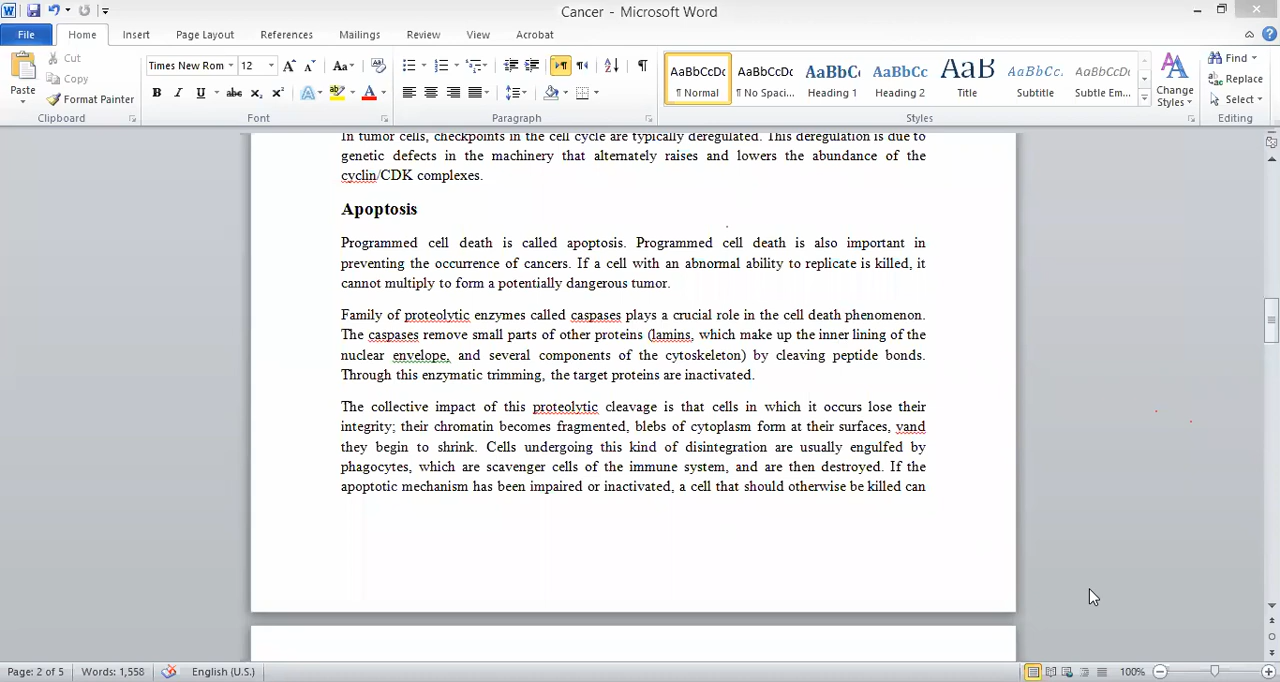 Cancer - Microsoft Word
File Home Insert Page Layout References Mailings Review View Acrobat
Paste
Cut
Copy
Format Painter
Clipboard
Times New Rom 12
Font
Paragraph
AaBbCcDc AaBbCcDc AaBbC AaBbCc AaB AaBbCc. AaBbCcDc
¶ Normal ¶ No Spaci... Heading 1 Heading 2 Title Subtitle Subtle Em...
Change Styles
Styles
Find
Replace
Select
Editing
In tumor cells, checkpoints in the cell cycle are typically deregulated. This deregulation is due to
genetic defects in the machinery that alternately raises and lowers the abundance of the
cyclin/CDK complexes.
Apoptosis
Programmed cell death is called apoptosis. Programmed cell death is also important in
preventing the occurrence of cancers. If a cell with an abnormal ability to replicate is killed, it
cannot multiply to form a potentially dangerous tumor.
Family of proteolytic enzymes called caspases plays a crucial role in the cell death phenomenon.
The caspases remove small parts of other proteins (lamins, which make up the inner lining of the
nuclear envelope, and several components of the cytoskeleton) by cleaving peptide bonds.
Through this enzymatic trimming, the target proteins are inactivated.
The collective impact of this proteolytic cleavage is that cells in which it occurs lose their
integrity; their chromatin becomes fragmented, blebs of cytoplasm form at their surfaces, vand
they begin to shrink. Cells undergoing this kind of disintegration are usually engulfed by
phagocytes, which are scavenger cells of the immune system, and are then destroyed. If the
apoptotic mechanism has been impaired or inactivated, a cell that should otherwise be killed can
Page: 2 of 5 Words: 1,558 English (U.S.) 100%